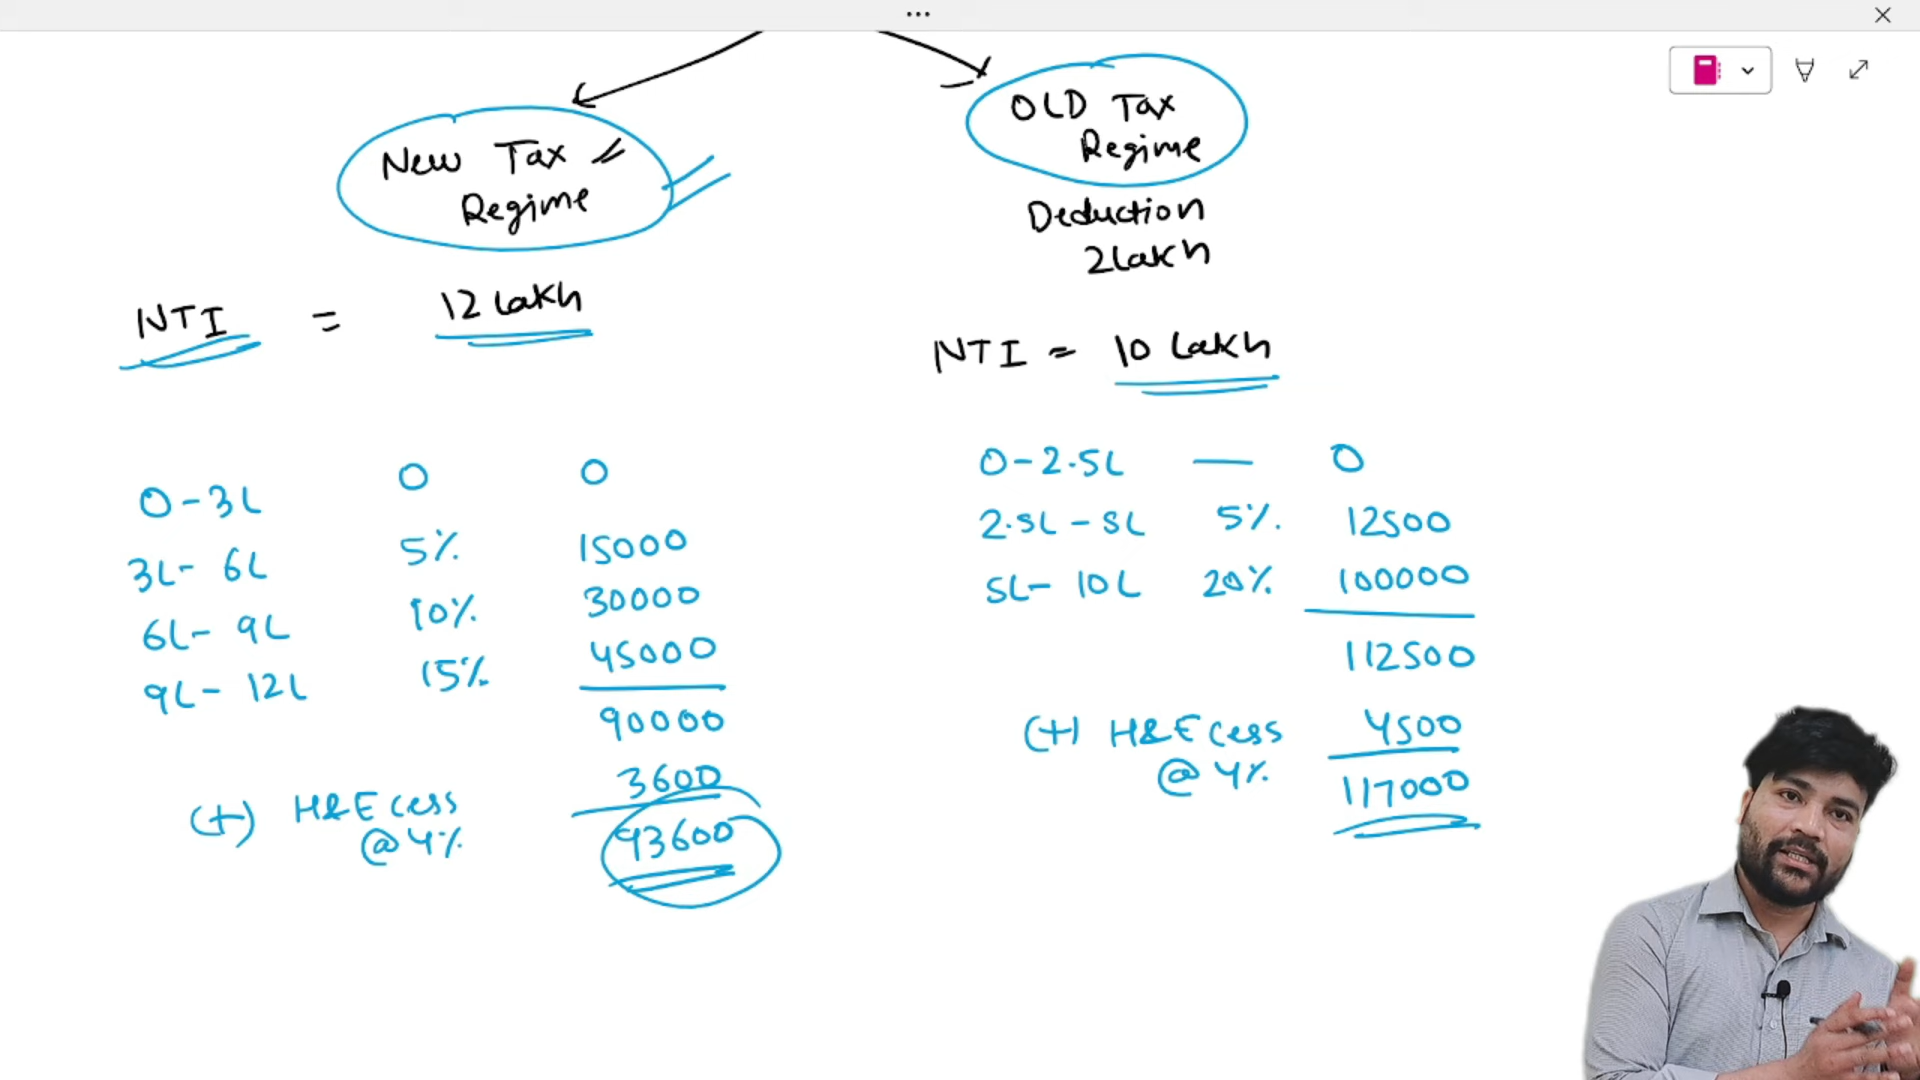 New Tax
Regime
NTI = 12 Lakh
0-3L 0 0
3L- 6L 5% 15000
6L- 9L 10% 30000
9L- 12L 15% 45000
90000
(+) H&E Cess 3600
@ 4%
93600
OLD Tax
Regime
Deduction
2 Lakh
NTI = 10 Lakh
0-2.5L — 0
2.5L - 5L 5% 12500
5L- 10L 20% 100000
112500
(+) H&E Cess 4500
@ 4%
117000